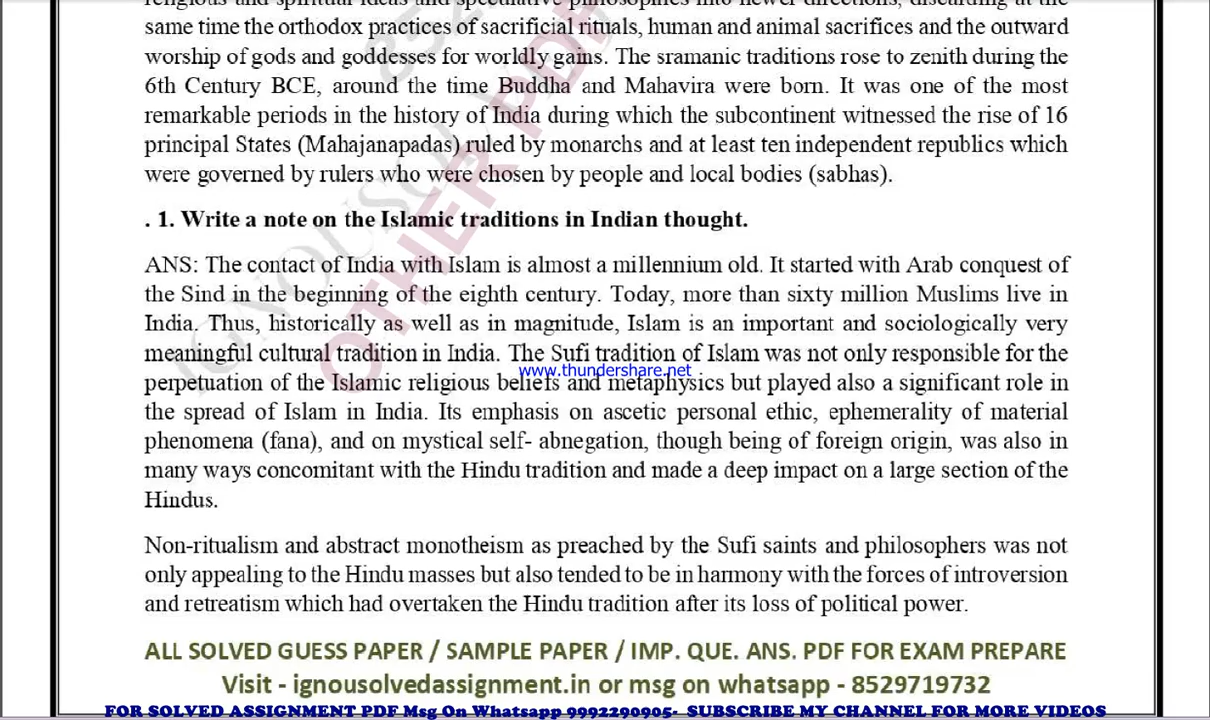 religious and spiritual ideas and speculative philosophies into newer directions, discarding at the
same time the orthodox practices of sacrificial rituals, human and animal sacrifices and the outward
worship of gods and goddesses for worldly gains. The sramanic traditions rose to zenith during the
6th Century BCE, around the time Buddha and Mahavira were born. It was one of the most
remarkable periods in the history of India during which the subcontinent witnessed the rise of 16
principal States (Mahajanapadas) ruled by monarchs and at least ten independent republics which
were governed by rulers who were chosen by people and local bodies (sabhas).
. 1. Write a note on the Islamic traditions in Indian thought.
ANS: The contact of India with Islam is almost a millennium old. It started with Arab conquest of
the Sind in the beginning of the eighth century. Today, more than sixty million Muslims live in
India. Thus, historically as well as in magnitude, Islam is an important and sociologically very
meaningful cultural tradition in India. The Sufi tradition of Islam was not only responsible for the
www.thundershare.net
perpetuation of the Islamic religious beliefs and metaphysics but played also a significant role in
the spread of Islam in India. Its emphasis on ascetic personal ethic, ephemerality of material
phenomena (fana), and on mystical self- abnegation, though being of foreign origin, was also in
many ways concomitant with the Hindu tradition and made a deep impact on a large section of the
Hindus.
Non-ritualism and abstract monotheism as preached by the Sufi saints and philosophers was not
only appealing to the Hindu masses but also tended to be in harmony with the forces of introversion
and retreatism which had overtaken the Hindu tradition after its loss of political power.
OTHER PDF
ALL SOLVED GUESS PAPER / SAMPLE PAPER / IMP. QUE. ANS. PDF FOR EXAM PREPARE
Visit - ignousolvedassignment.in or msg on whatsapp - 8529719732
FOR SOLVED ASSIGNMENT PDF Msg On Whatsapp 9992290905- SUBSCRIBE MY CHANNEL FOR MORE VIDEOS